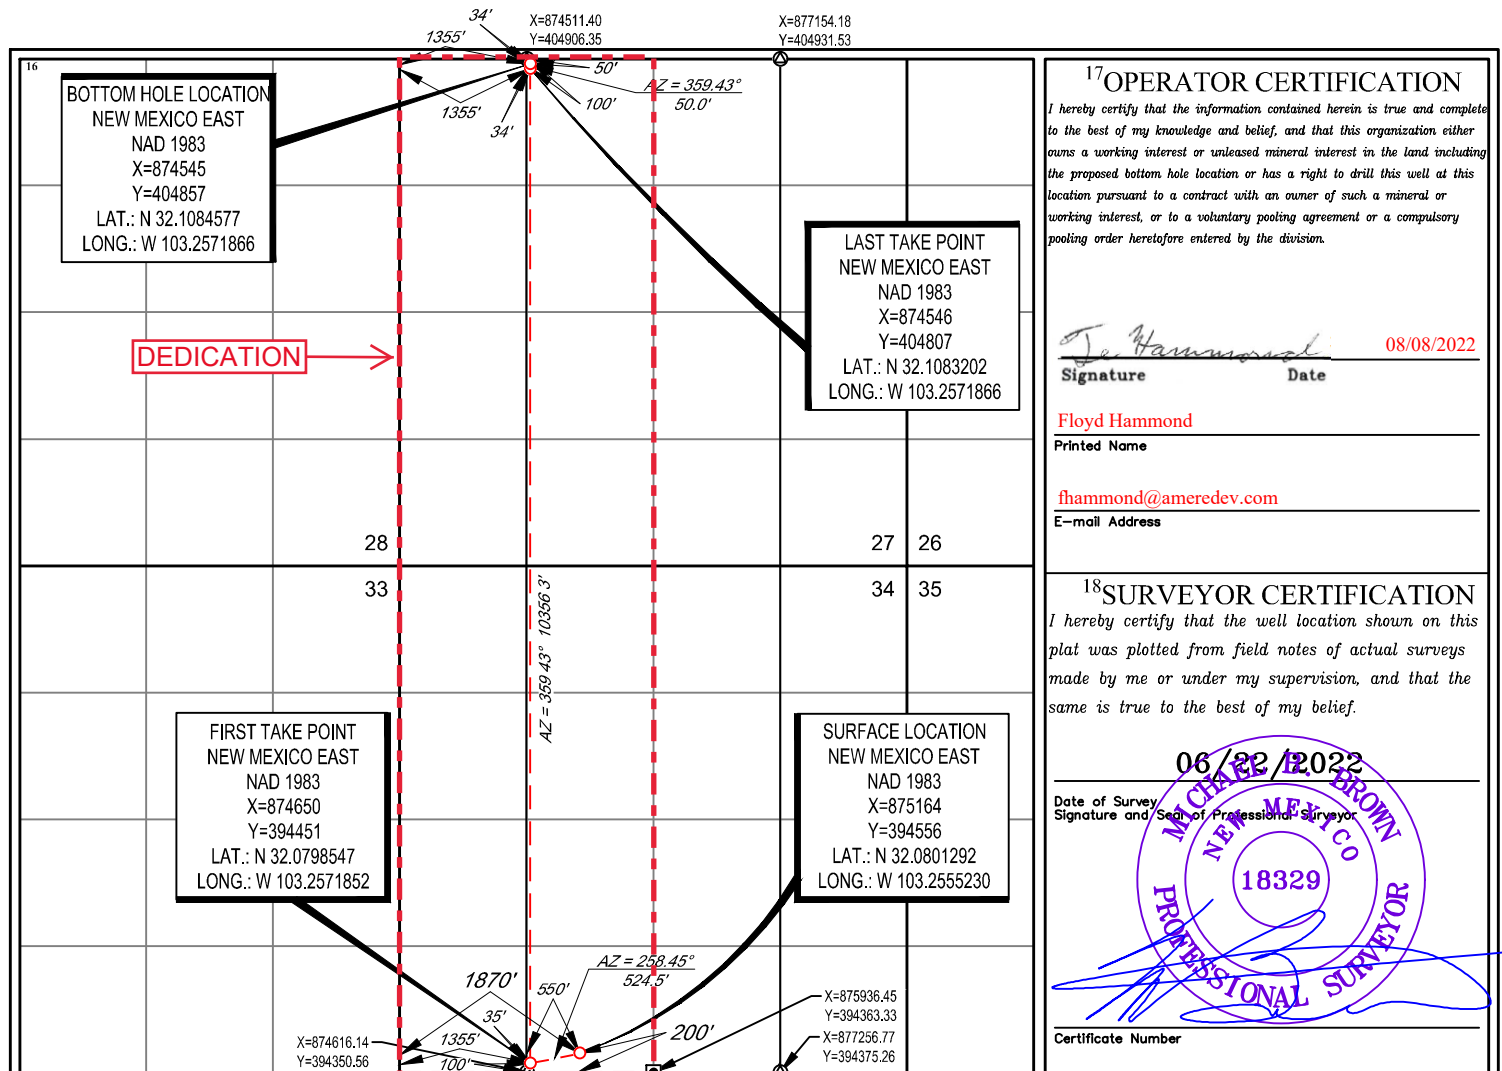 34'
X=874511.40
Y=404906.35
X=877154.18
Y=404931.53
1355'
16
50'
AZ = 359.43°
50.0'
100'
1355'
34'
BOTTOM HOLE LOCATION
NEW MEXICO EAST
NAD 1983
X=874545
Y=404857
LAT.: N 32.1084577
LONG.: W 103.2571866
LAST TAKE POINT
NEW MEXICO EAST
NAD 1983
X=874546
Y=404807
LAT.: N 32.1083202
LONG.: W 103.2571866
DEDICATION
28
27
26
33
34
35
AZ = 359 43° 10356 3'
FIRST TAKE POINT
NEW MEXICO EAST
NAD 1983
X=874650
Y=394451
LAT.: N 32.0798547
LONG.: W 103.2571852
SURFACE LOCATION
NEW MEXICO EAST
NAD 1983
X=875164
Y=394556
LAT.: N 32.0801292
LONG.: W 103.2555230
AZ = 258.45°
524.5'
1870'
550'
35'
200'
1355'
100'
X=874616.14
Y=394350.56
X=875936.45
Y=394363.33
X=877256.77
Y=394375.26
17OPERATOR CERTIFICATION
I hereby certify that the information contained herein is true and complete
to the best of my knowledge and belief, and that this organization either
owns a working interest or unleased mineral interest in the land including
the proposed bottom hole location or has a right to drill this well at this
location pursuant to a contract with an owner of such a mineral or
working interest, or to a voluntary pooling agreement or a compulsory
pooling order heretofore entered by the division.
Hammond
08/08/2022
Signature Date
Floyd Hammond
Printed Name
fhammond@ameredev.com
E-mail Address
18SURVEYOR CERTIFICATION
I hereby certify that the well location shown on this
plat was plotted from field notes of actual surveys
made by me or under my supervision, and that the
same is true to the best of my belief.
06/22/2022
Date of Survey
Signature and Seal of Professional Surveyor
MICHAEL B. BROWN
NEW MEXICO
18329
PROFESSIONAL SURVEYOR
Certificate Number